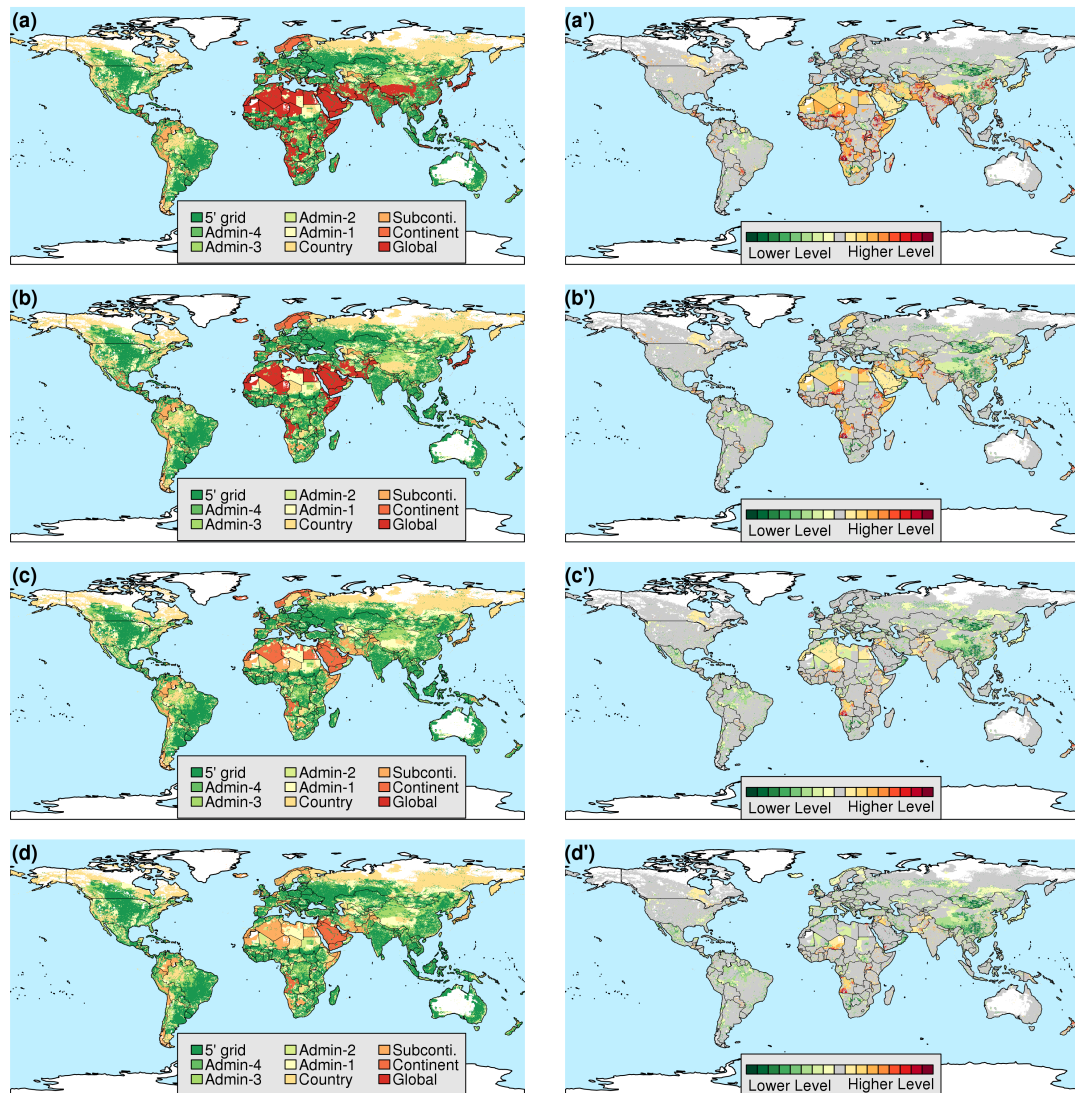 (a)
5' grid Admin-2 Subconti.
Admin-4 Admin-1 Continent
Admin-3 Country Global
(a')
Lower Level Higher Level
(b)
5' grid Admin-2 Subconti.
Admin-4 Admin-1 Continent
Admin-3 Country Global
(b')
Lower Level Higher Level
(c)
5' grid Admin-2 Subconti.
Admin-4 Admin-1 Continent
Admin-3 Country Global
(c')
Lower Level Higher Level
(d)
5' grid Admin-2 Subconti.
Admin-4 Admin-1 Continent
Admin-3 Country Global
(d')
Lower Level Higher Level